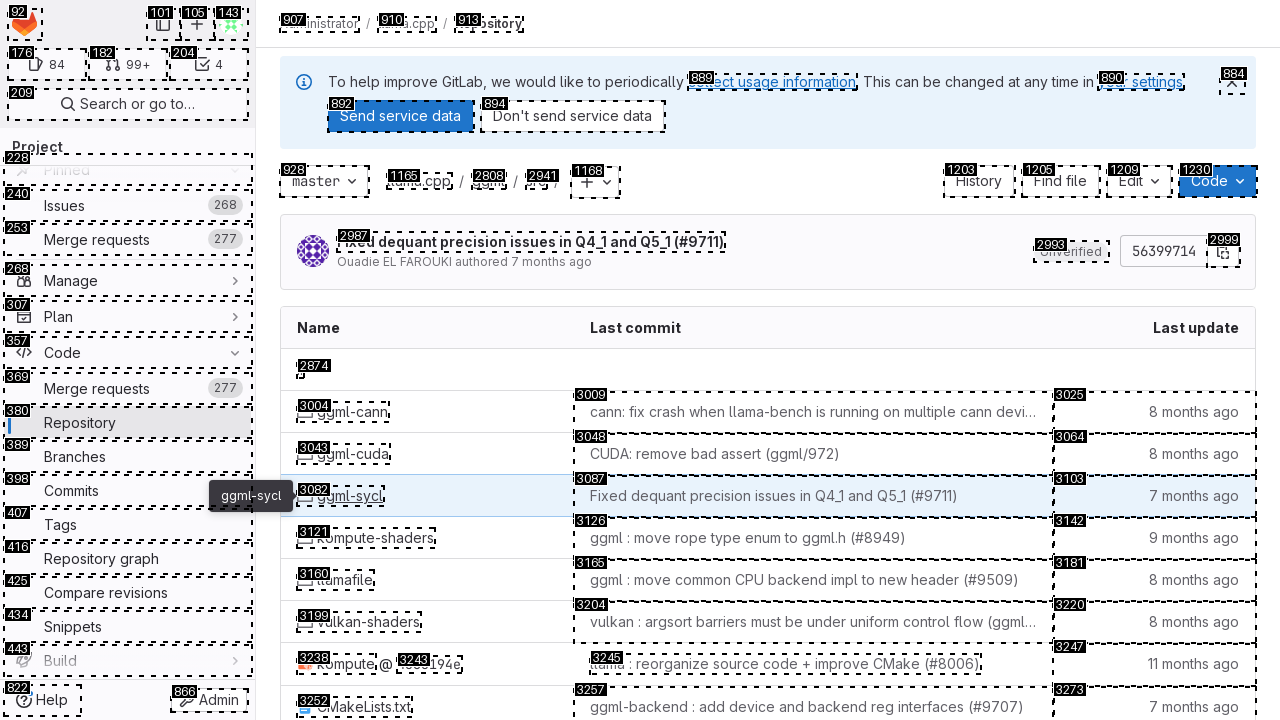 92
101
105
143
176
84
182
99+
204
4
209
Search or go to…
Project
228
Pinned
240
Issues
268
253
Merge requests
277
268
Manage
307
Plan
357
Code
369
Merge requests
277
380
Repository
389
Branches
398
Commits
407
Tags
416
Repository graph
425
Compare revisions
434
Snippets
443
Build
822
Help
866
Admin
907
/
910
/
913
Repository
To help improve GitLab, we would like to periodically collect usage information. This can be changed at any time in your settings.
889
890
884
892
Send service data
894
Don't send service data
928
master
1165
llama.cpp
/
2808
ggml
/
2941
src
/
1168
1203
History
1205
Find file
1209
Edit
1230
Code
2987
Fixed dequant precision issues in Q4_1 and Q5_1 (#9711)
Ouadie EL FAROUKI authored 7 months ago
2993
Unverified
56399714
2999
Name
Last commit
Last update
2874
3004
ggml-cann
3009
cann: fix crash when llama-bench is running on multiple cann devi…
3025
8 months ago
3043
ggml-cuda
3048
CUDA: remove bad assert (ggml/972)
3064
8 months ago
ggml-sycl
3082
ggml-sycl
3087
Fixed dequant precision issues in Q4_1 and Q5_1 (#9711)
3103
7 months ago
3121
kompute-shaders
3126
ggml : move rope type enum to ggml.h (#8949)
3142
9 months ago
3160
llamafile
3165
ggml : move common CPU backend impl to new header (#9509)
3181
8 months ago
3199
vulkan-shaders
3204
vulkan : argsort barriers must be under uniform control flow (ggml…
3220
8 months ago
3238
kompute @
3243
3245
llama : reorganize source code + improve CMake (#8006)
3247
11 months ago
3252
CMakeLists.txt
3257
ggml-backend : add device and backend reg interfaces (#9707)
3273
7 months ago